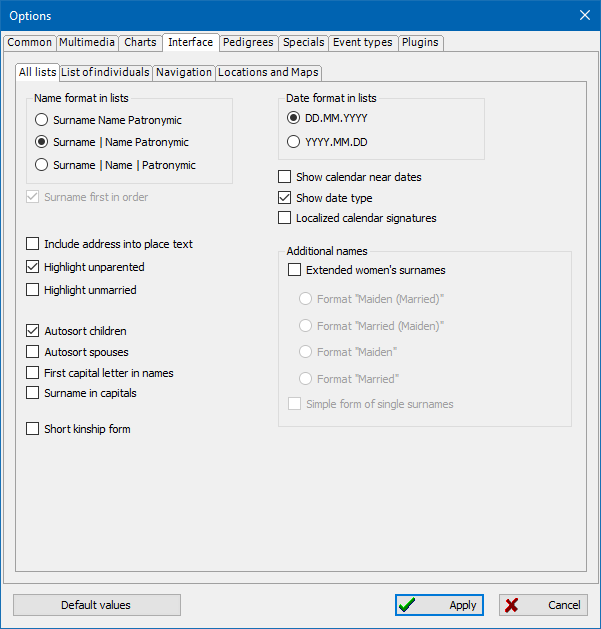 Options
Common Multimedia Charts Interface Pedigrees Specials Event types Plugins
All lists List of individuals Navigation Locations and Maps
Name format in lists
Surname Name Patronymic
Surname | Name Patronymic
Surname | Name | Patronymic
Surname first in order
Include address into place text
Highlight unparented
Highlight unmarried
Autosort children
Autosort spouses
First capital letter in names
Surname in capitals
Short kinship form
Date format in lists
DD.MM.YYYY
YYYY.MM.DD
Show calendar near dates
Show date type
Localized calendar signatures
Additional names
Extended women's surnames
Format "Maiden (Married)"
Format "Married (Maiden)"
Format "Maiden"
Format "Married"
Simple form of single surnames
Default values Apply Cancel